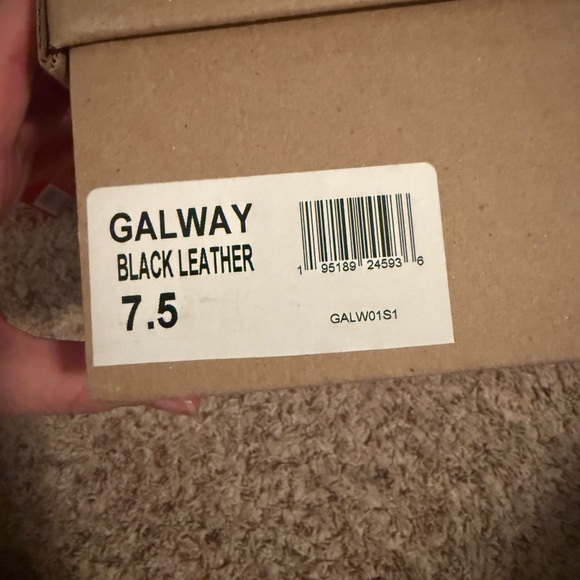 GALWAY
BLACK LEATHER
7.5
1 95189 24593 6
GALW01S1